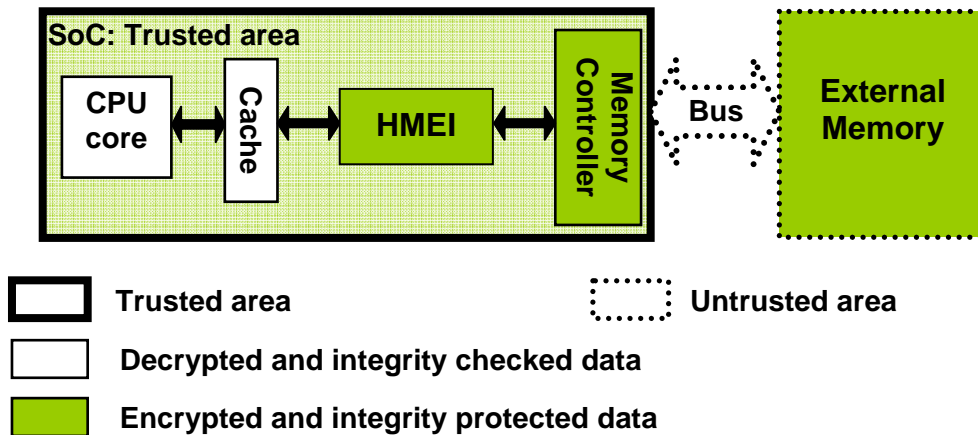 SoC: Trusted area
CPU
core
Cache
HMEI
Memory
Controller
Bus
External
Memory
Trusted area
Untrusted area
Decrypted and integrity checked data
Encrypted and integrity protected data